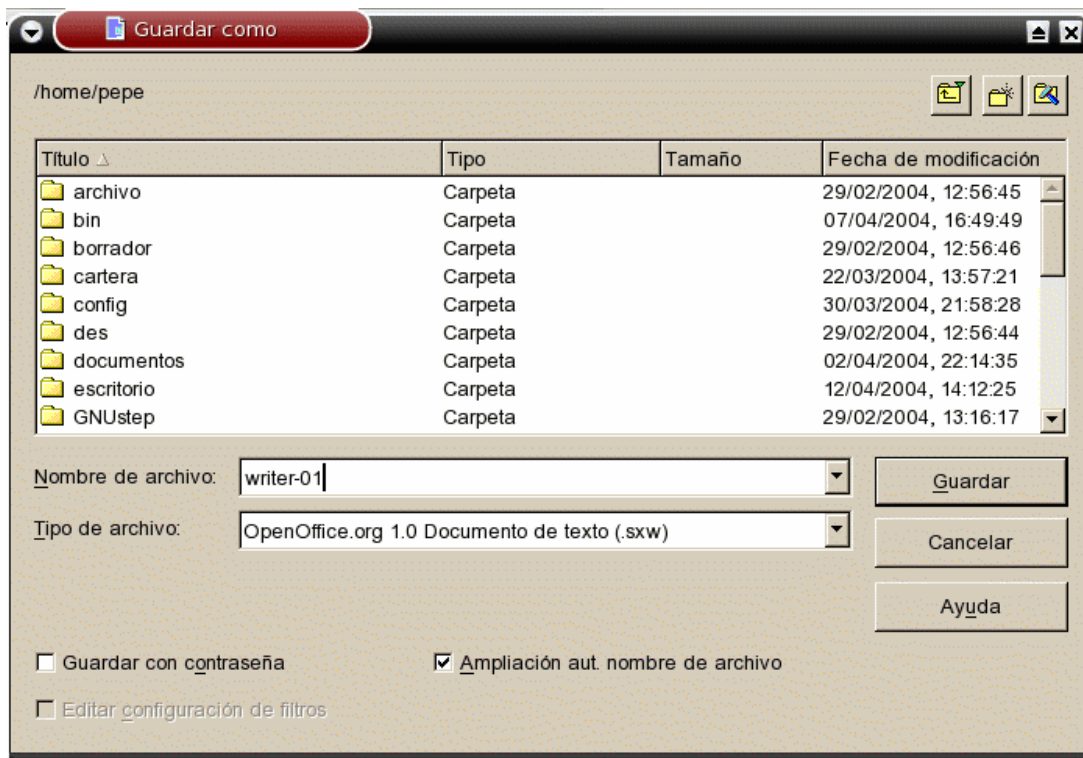 Guardar como
/home/pepe
Título Tipo Tamaño Fecha de modificación
archivo Carpeta 29/02/2004, 12:56:45
bin Carpeta 07/04/2004, 16:49:49
borrador Carpeta 29/02/2004, 12:56:46
cartera Carpeta 22/03/2004, 13:57:21
config Carpeta 30/03/2004, 21:58:28
des Carpeta 29/02/2004, 12:56:44
documentos Carpeta 02/04/2004, 22:14:35
escritorio Carpeta 12/04/2004, 14:12:25
GNUstep Carpeta 29/02/2004, 13:16:17
Nombre de archivo: writer-01 Guardar
Tipo de archivo: OpenOffice.org 1.0 Documento de texto (.sxw)
Cancelar
Ayuda
Guardar con contraseña Ampliación aut. nombre de archivo
Editar configuración de filtros